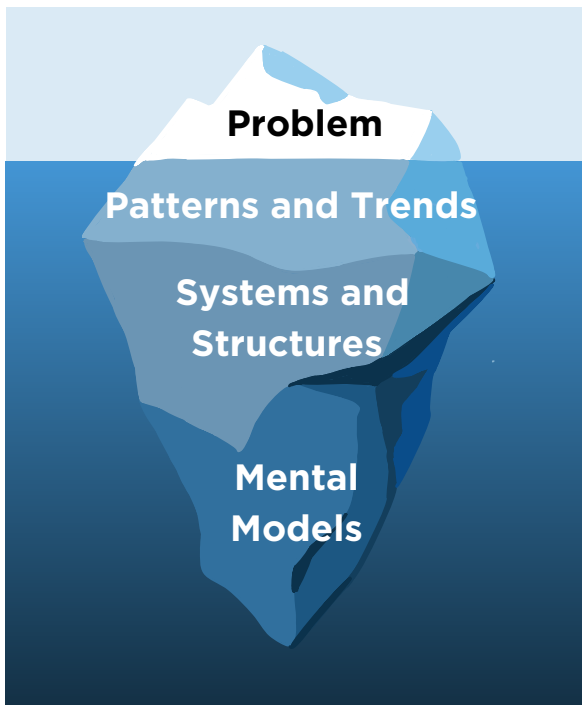 Problem
Patterns and Trends
Systems and
Structures
Mental
Models